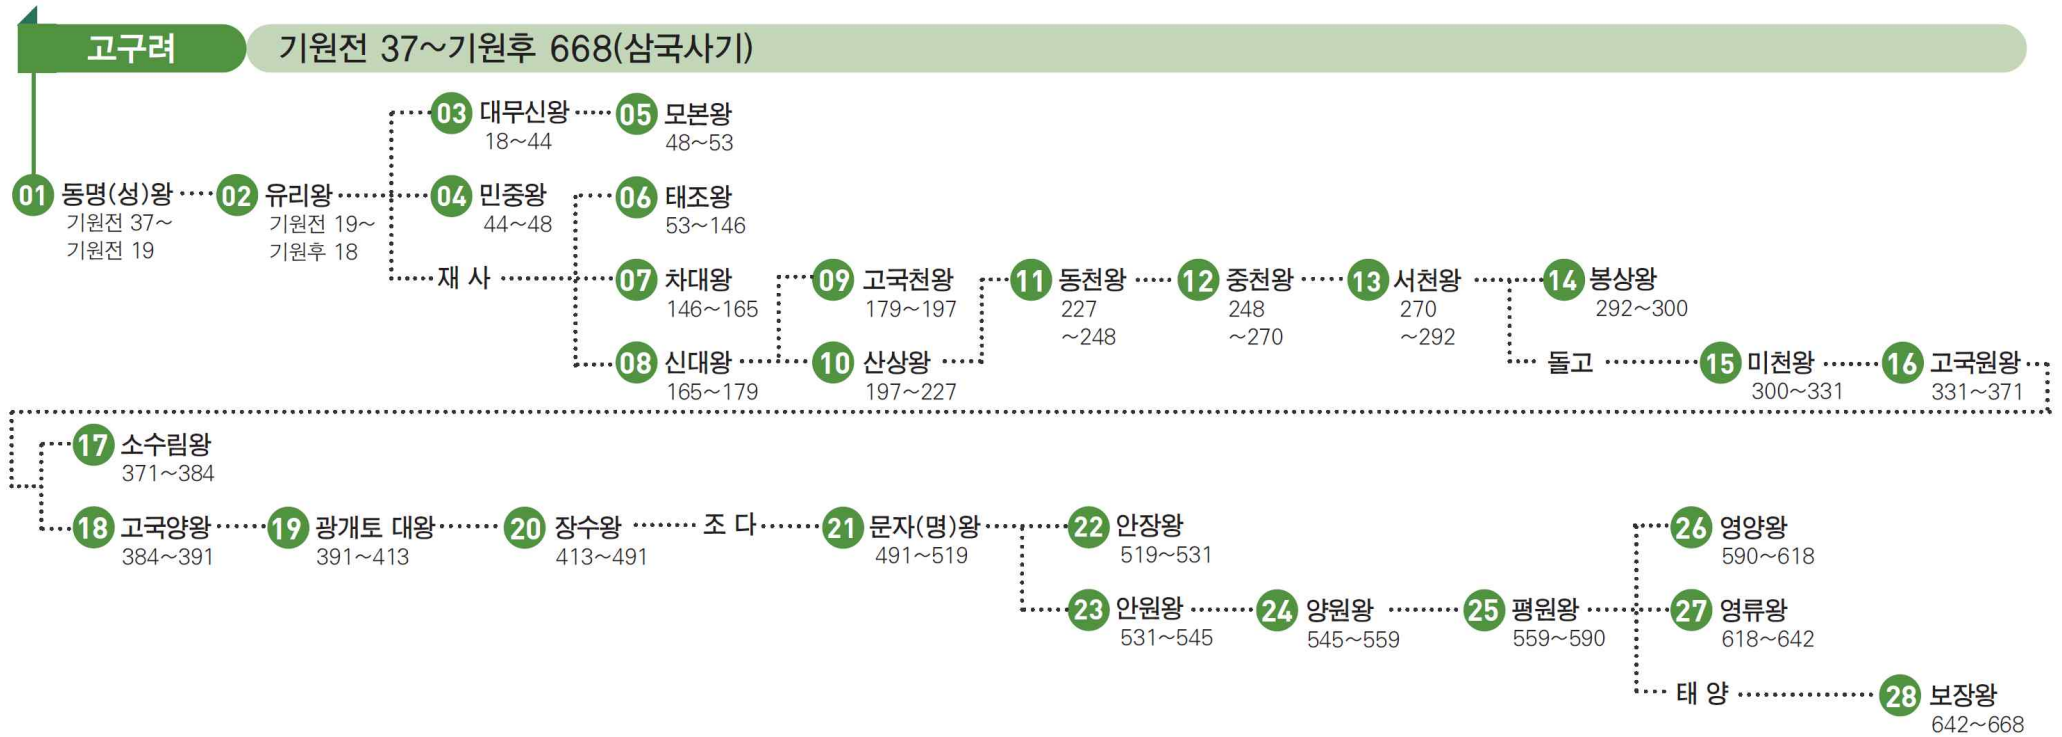 고구려
기원전 37~기원후 668(삼국사기)
01 동명(성)왕
기원전 37~
기원전 19
02 유리왕
기원전 19~
기원후 18
03 대무신왕
18~44
05 모본왕
48~53
04 민중왕
44~48
06 태조왕
53~146
재 사
07 차대왕
146~165
08 신대왕
165~179
09 고국천왕
179~197
10 산상왕
197~227
11 동천왕
227
~248
12 중천왕
248
~270
13 서천왕
270
~292
14 봉상왕
292~300
돌고
15 미천왕
300~331
16 고국원왕
331~371
17 소수림왕
371~384
18 고국양왕
384~391
19 광개토 대왕
391~413
20 장수왕
413~491
조 다
21 문자(명)왕
491~519
22 안장왕
519~531
23 안원왕
531~545
24 양원왕
545~559
25 평원왕
559~590
26 영양왕
590~618
27 영류왕
618~642
태 양
28 보장왕
642~668